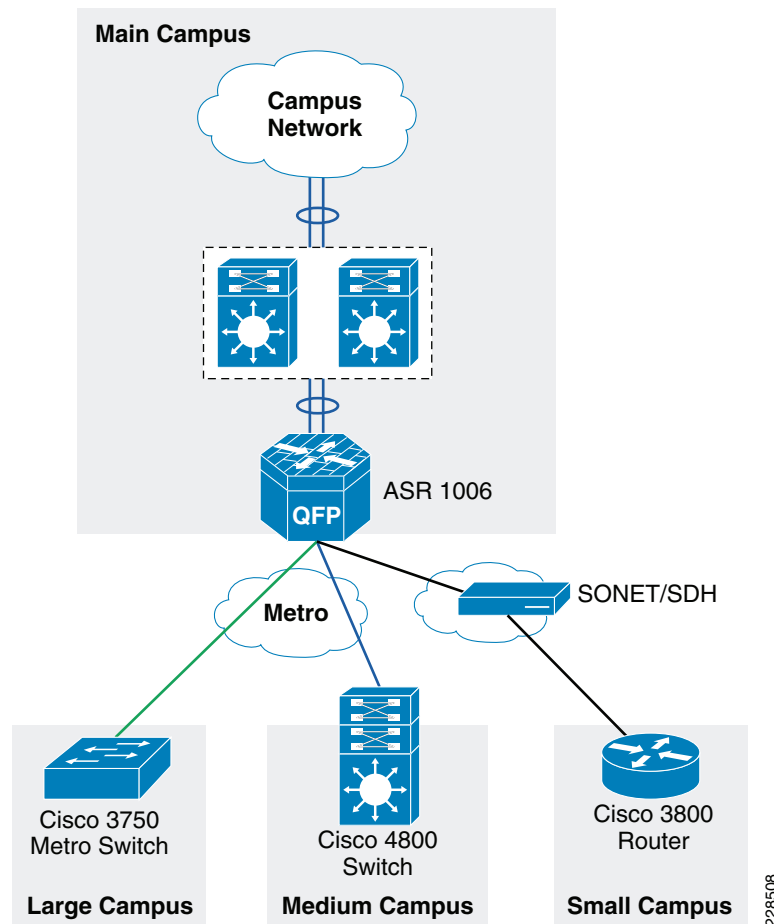 Main Campus
Campus
Network
ASR 1006
QFP
SONET/SDH
Metro
Cisco 3750
Metro Switch
Cisco 4800
Switch
Cisco 3800
Router
Large Campus
Medium Campus
Small Campus
228508